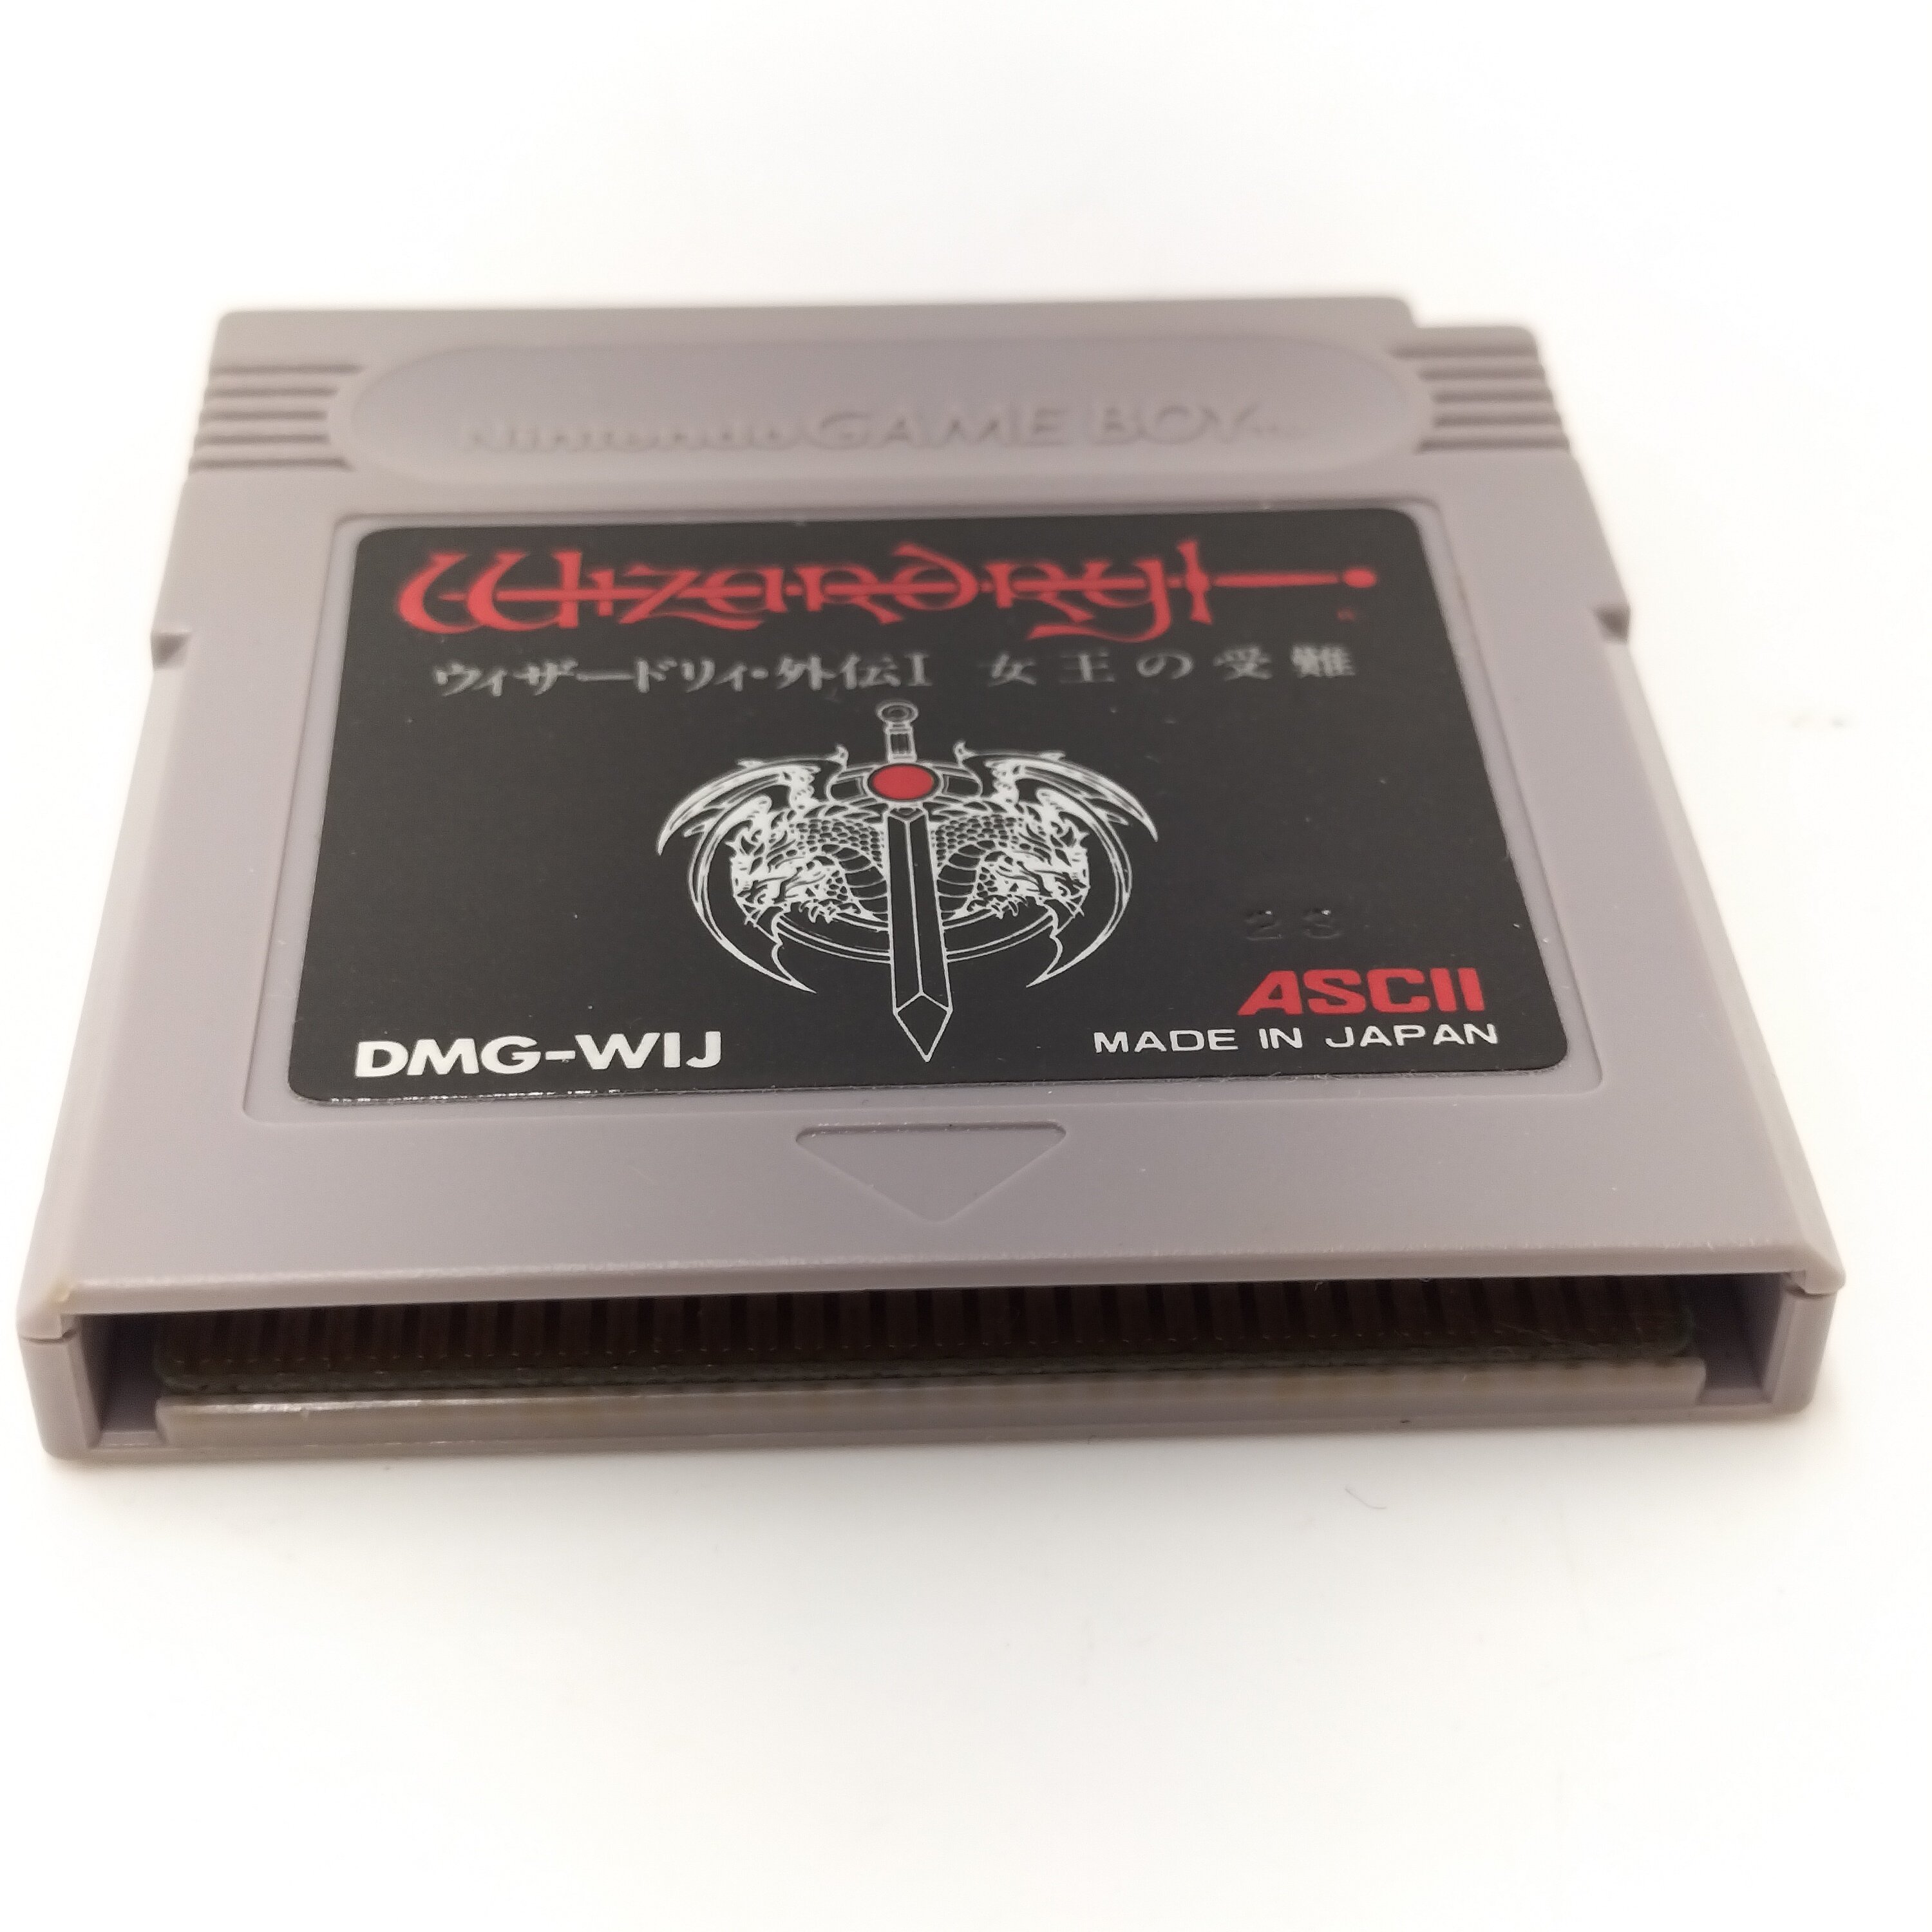 Nintendo GAME BOY TM
Wizardry
ウィザードリィ・外伝I 女王の受難
23
ASCII
DMG-WIJ
MADE IN JAPAN